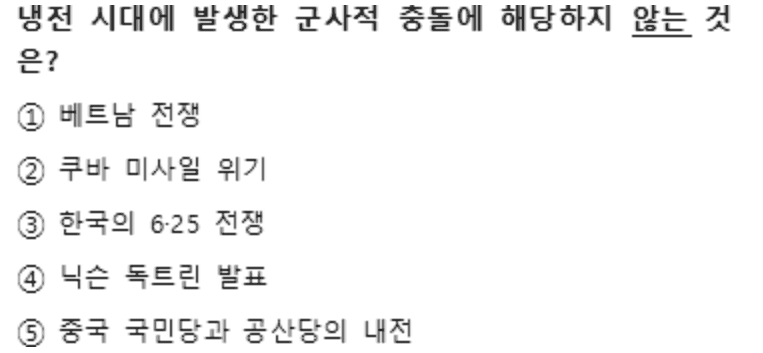 냉전 시대에 발생한 군사적 충돌에 해당하지 않는 것
은?
① 베트남 전쟁
② 쿠바 미사일 위기
③ 한국의 6·25 전쟁
④ 닉슨 독트린 발표
⑤ 중국 국민당과 공산당의 내전